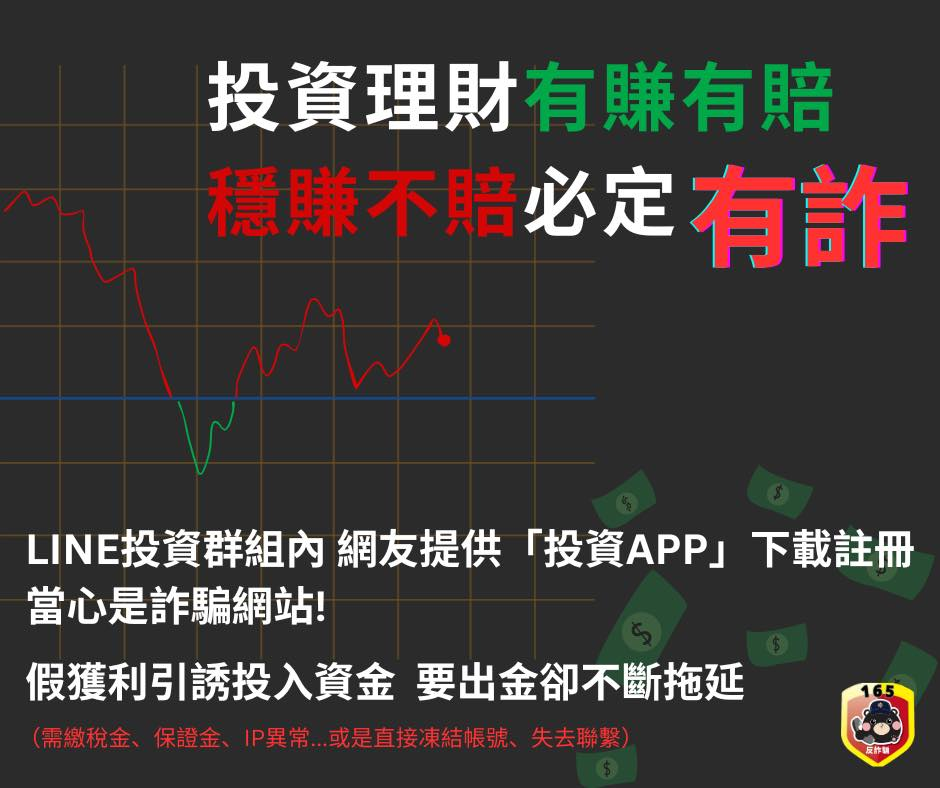 投資理財有賺有賠
穩賺不賠必定有詐
LINE投資群組內 網友提供「投資APP」下載註冊
當心是詐騙網站!
假獲利引誘投入資金 要出金卻不斷拖延
（需繳稅金、保證金、IP異常...或是直接凍結帳號、失去聯繫）
165
反詐騙